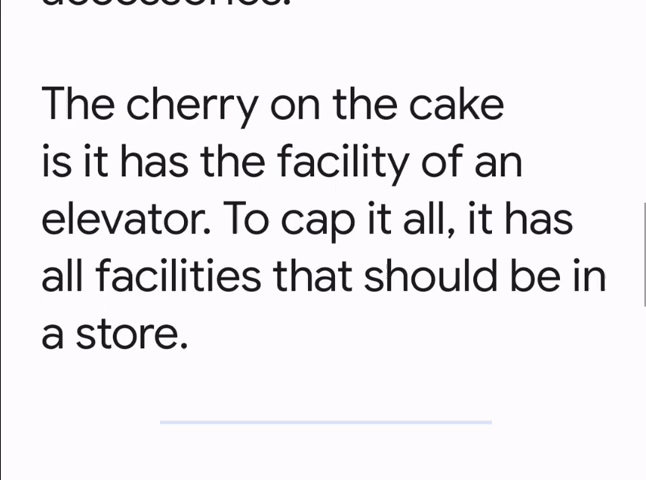 The cherry on the cake
is it has the facility of an
elevator. To cap it all, it has
all facilities that should be in
a store.